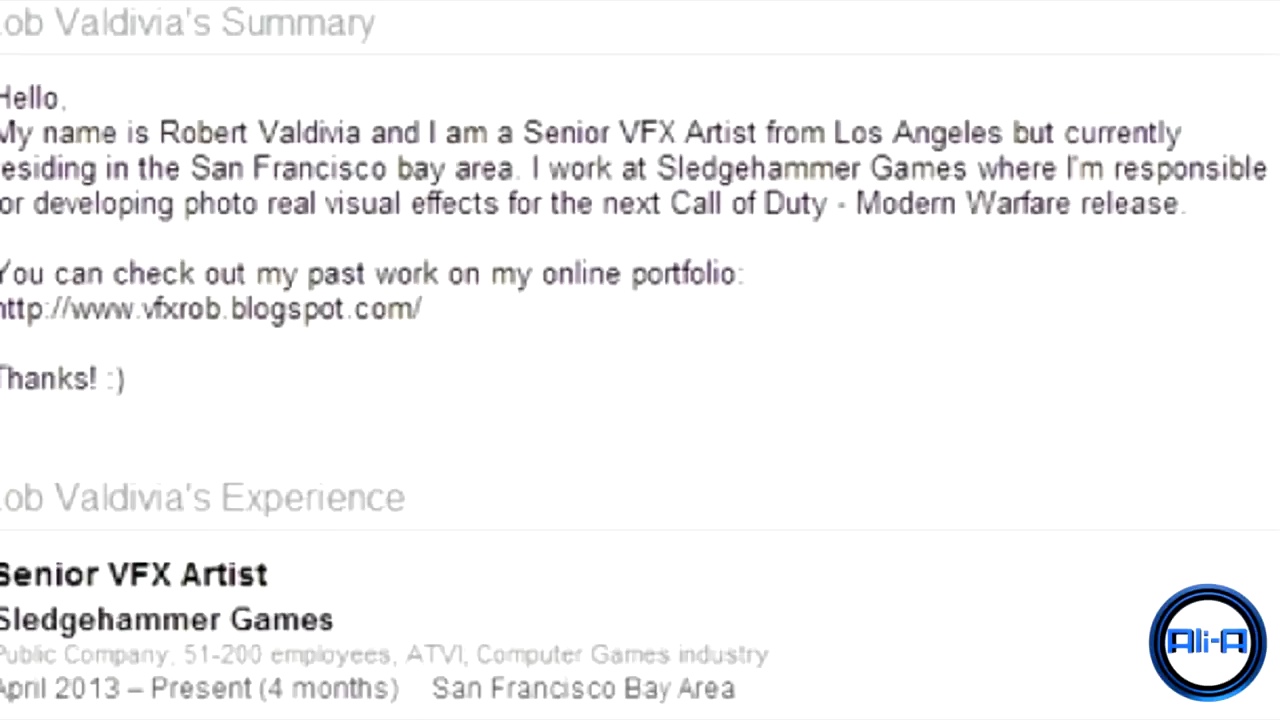 ob Valdivia's Summary
Hello,
My name is Robert Valdivia and I am a Senior VFX Artist from Los Angeles but currently
esiding in the San Francisco bay area. I work at Sledgehammer Games where I'm responsible
or developing photo real visual effects for the next Call of Duty - Modern Warfare release.
You can check out my past work on my online portfolio:
http://www.vfxrob.blogspot.com/
Thanks! :)
ob Valdivia's Experience
Senior VFX Artist
Sledgehammer Games
Public Company, 51-200 employees, ATVI, Computer Games industry
April 2013 – Present (4 months) San Francisco Bay Area
Ali-A